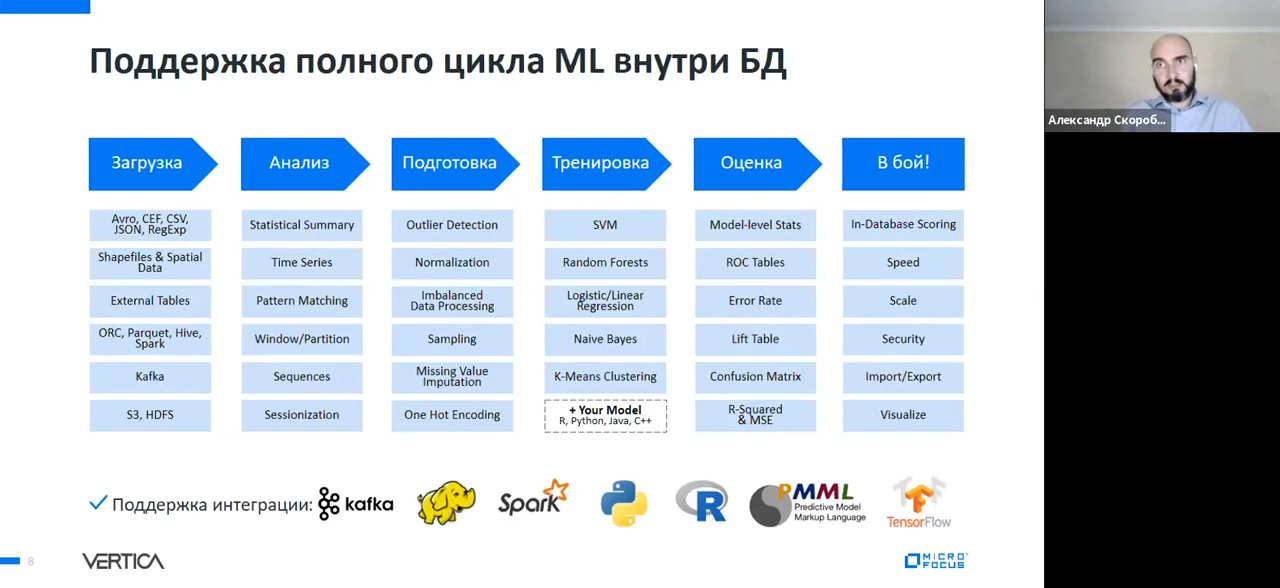 Поддержка полного цикла ML внутри БД
Александр Скороб...
Загрузка
Анализ
Подготовка
Тренировка
Оценка
В бой!
Avro, CEF, CSV,
JSON, RegExp
Statistical Summary
Outlier Detection
SVM
Model-level Stats
In-Database Scoring
Shapefiles & Spatial
Data
Time Series
Normalization
Random Forests
ROC Tables
Speed
External Tables
Pattern Matching
Imbalanced
Data Processing
Logistic/Linear
Regression
Error Rate
Scale
ORC, Parquet, Hive,
Spark
Window/Partition
Sampling
Naive Bayes
Lift Table
Security
Kafka
Sequences
Missing Value
Imputation
K-Means Clustering
Confusion Matrix
Import/Export
S3, HDFS
Sessionization
One Hot Encoding
+ Your Model
R, Python, Java, C++
R-Squared
& MSE
Visualize
Поддержка интеграции:
kafka
Spark
R
PMML
Predictive Model
Markup Language
TensorFlow
8
VERTICA
MICRO
FOCUS